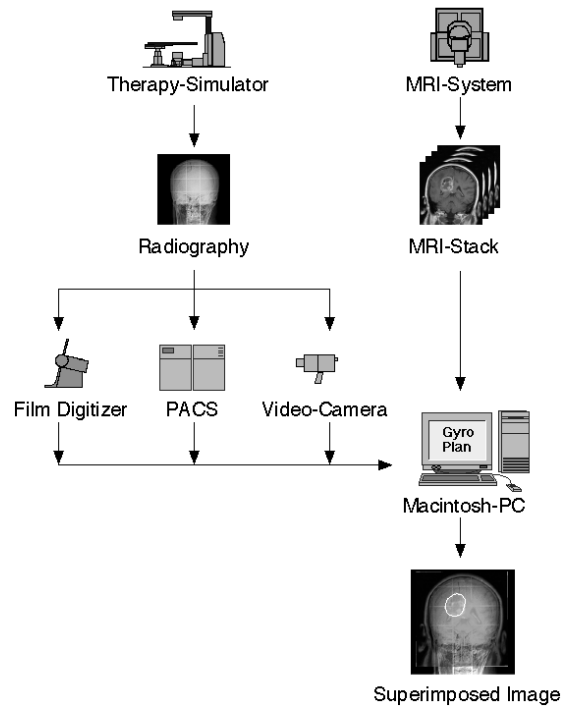 Therapy-Simulator
MRI-System
Radiography
MRI-Stack
Film Digitizer
PACS
Video-Camera
Gyro
Plan
Macintosh-PC
Superimposed Image